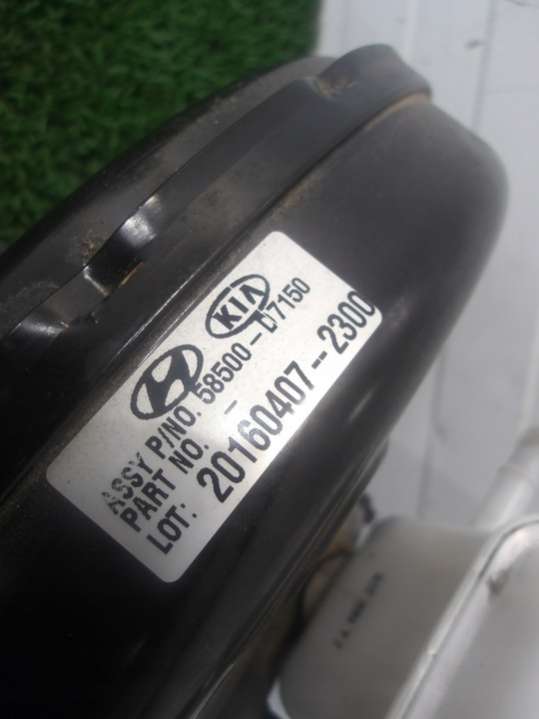 KIA
ASSY P/NO. 58500-D7150
PART NO. -
LOT: 20160407--2300